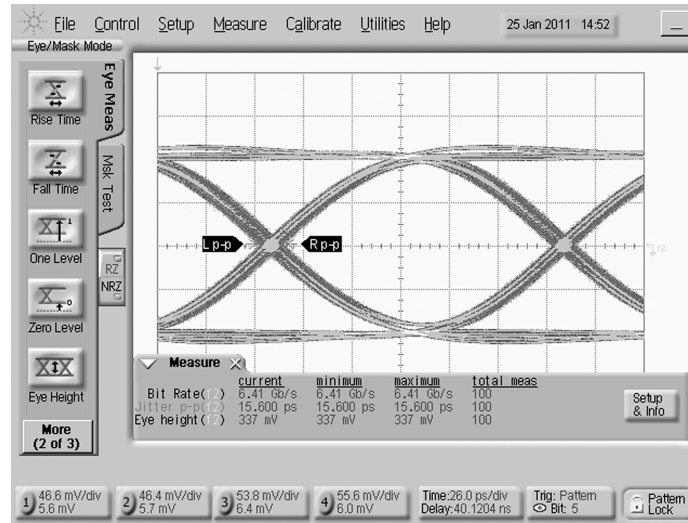 File Control Setup Measure Calibrate Utilities Help 25 Jan 2011 14:52
Eye/Mask Mode
Eye Meas
Msk Test
Rise Time
Fall Time
One Level
Zero Level
Eye Height
More
(2 of 3)
RZ
NRZ
L p-p R p-p
f2
Measure
current minimum maximum total meas
Bit Rate(f2) 6.41 Gb/s 6.41 Gb/s 6.41 Gb/s 100
Jitter p-p(f2) 15.600 ps 15.600 ps 15.600 ps 100
Eye height(f2) 337 mV 337 mV 337 mV 100
Setup
& Info
1 46.6 mV/div
5.6 mV
2 46.4 mV/div
5.7 mV
3 53.8 mV/div
6.4 mV
4 55.6 mV/div
6.0 mV
Time:26.0 ps/div
Delay:40.1204 ns
Trig: Pattern
Bit: 5
Pattern
Lock